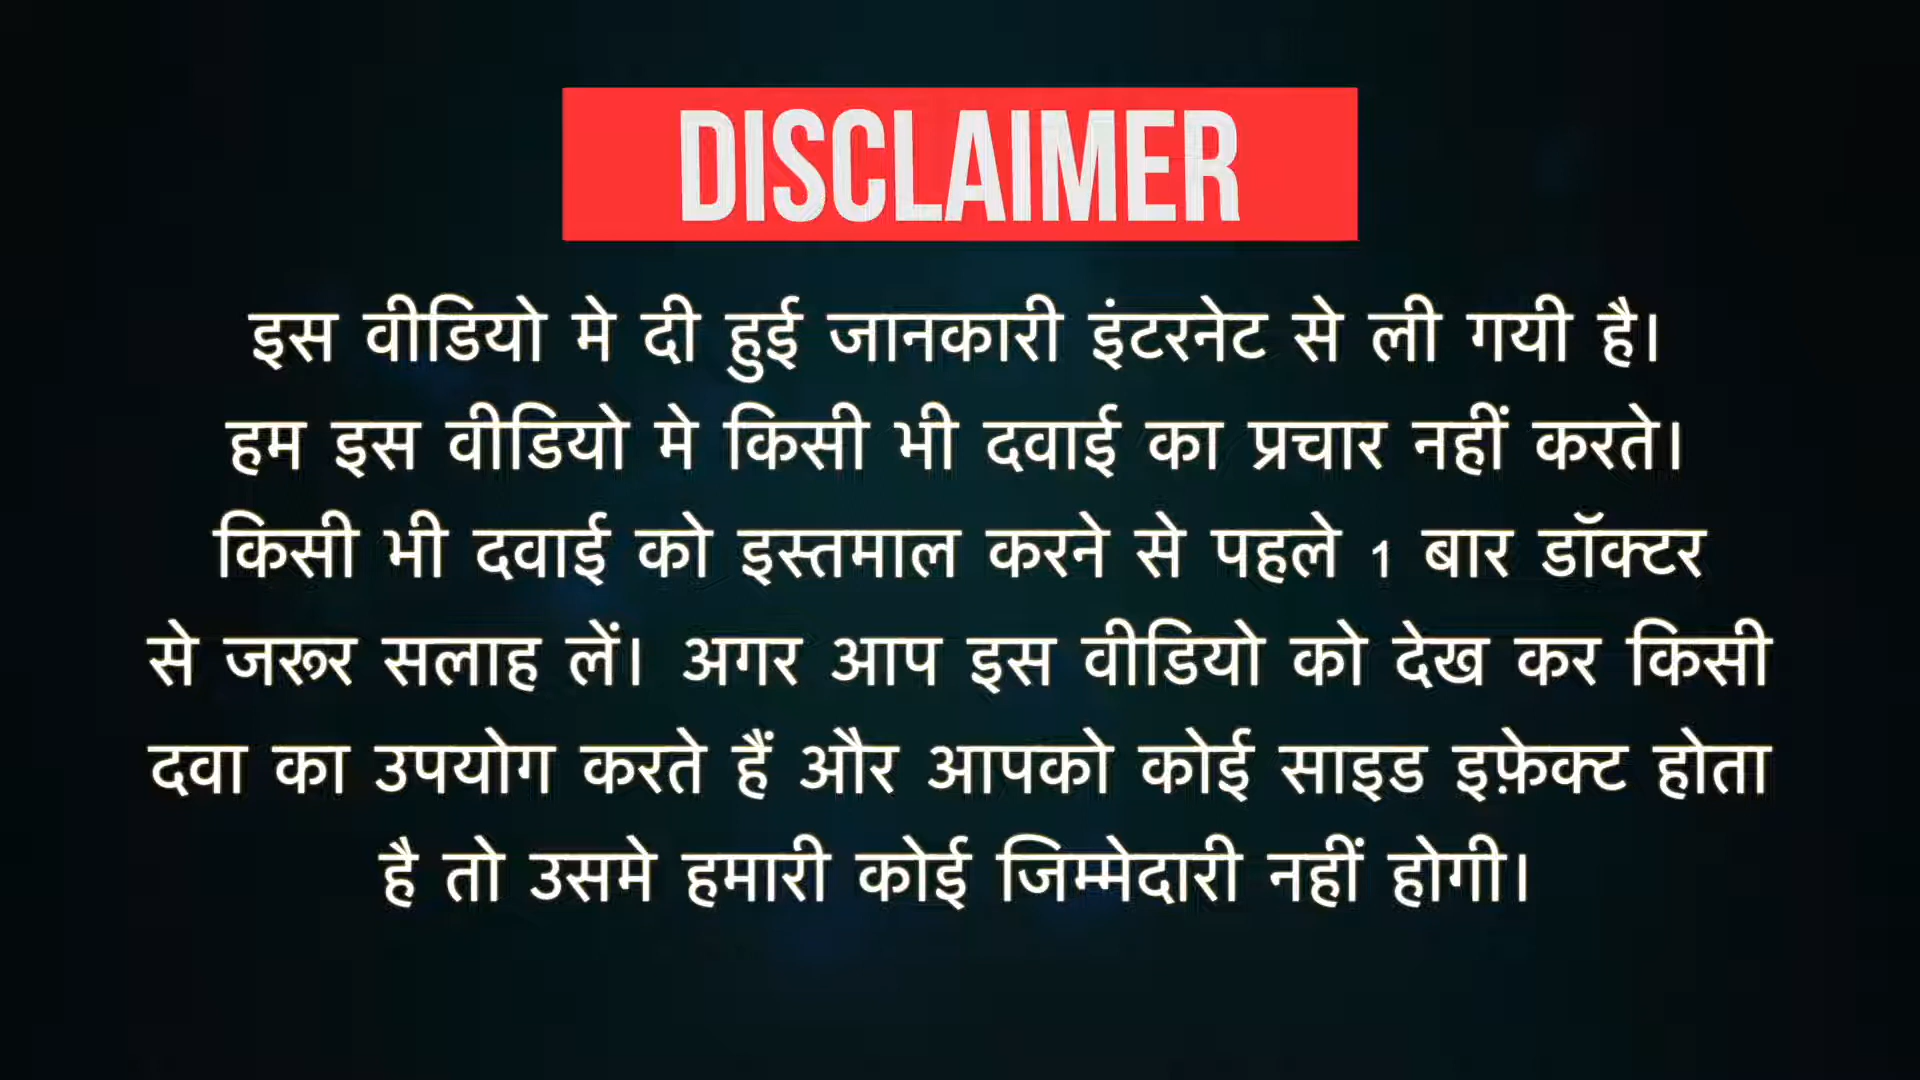 DISCLAIMER
इस वीडियो मे दी हुई जानकारी इंटरनेट से ली गयी है।
हम इस वीडियो मे किसी भी दवाई का प्रचार नहीं करते।
किसी भी दवाई को इस्तमाल करने से पहले 1 बार डॉक्टर
से जरूर सलाह लें। अगर आप इस वीडियो को देख कर किसी
दवा का उपयोग करते हैं और आपको कोई साइड इफ़ेक्ट होता
है तो उसमे हमारी कोई जिम्मेदारी नहीं होगी।